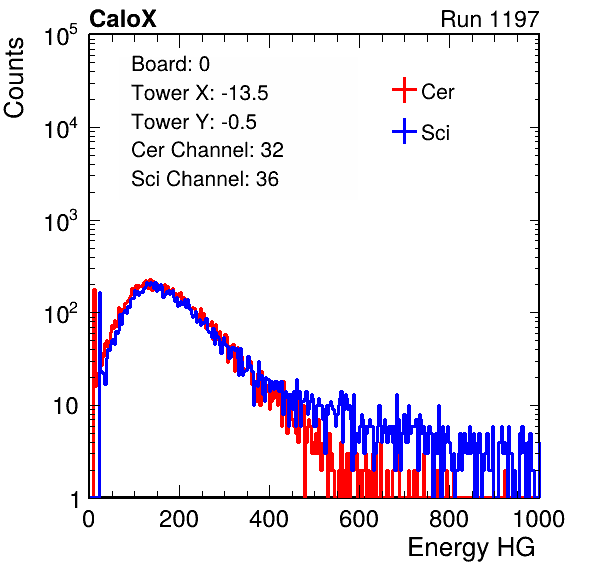 CaloX Run 1197
Counts
Board: 0
Tower X: -13.5
Tower Y: -0.5
Cer Channel: 32
Sci Channel: 36
Cer
Sci
10^5
10^4
10^3
10^2
10
1
0 200 400 600 800 1000
Energy HG